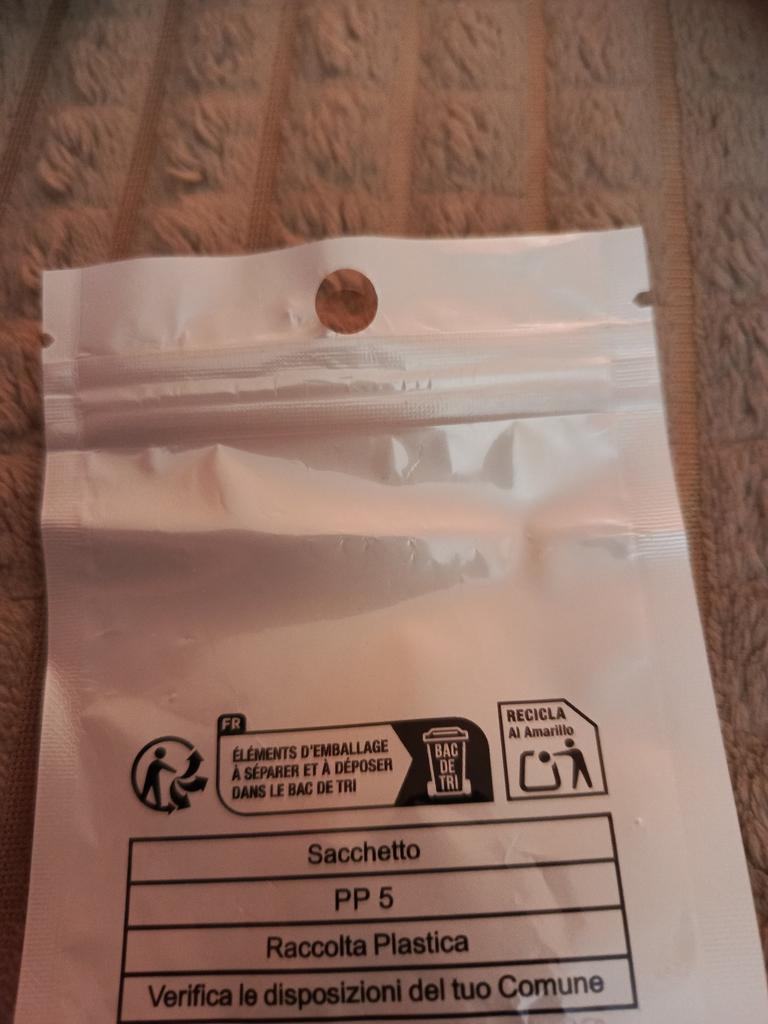 FR
ÉLÉMENTS D'EMBALLAGE
À SÉPARER ET À DÉPOSER
DANS LE BAC DE TRI
BAC
DE
TRI
RECICLA
Al Amarillo
Sacchetto
PP 5
Raccolta Plastica
Verifica le disposizioni del tuo Comune